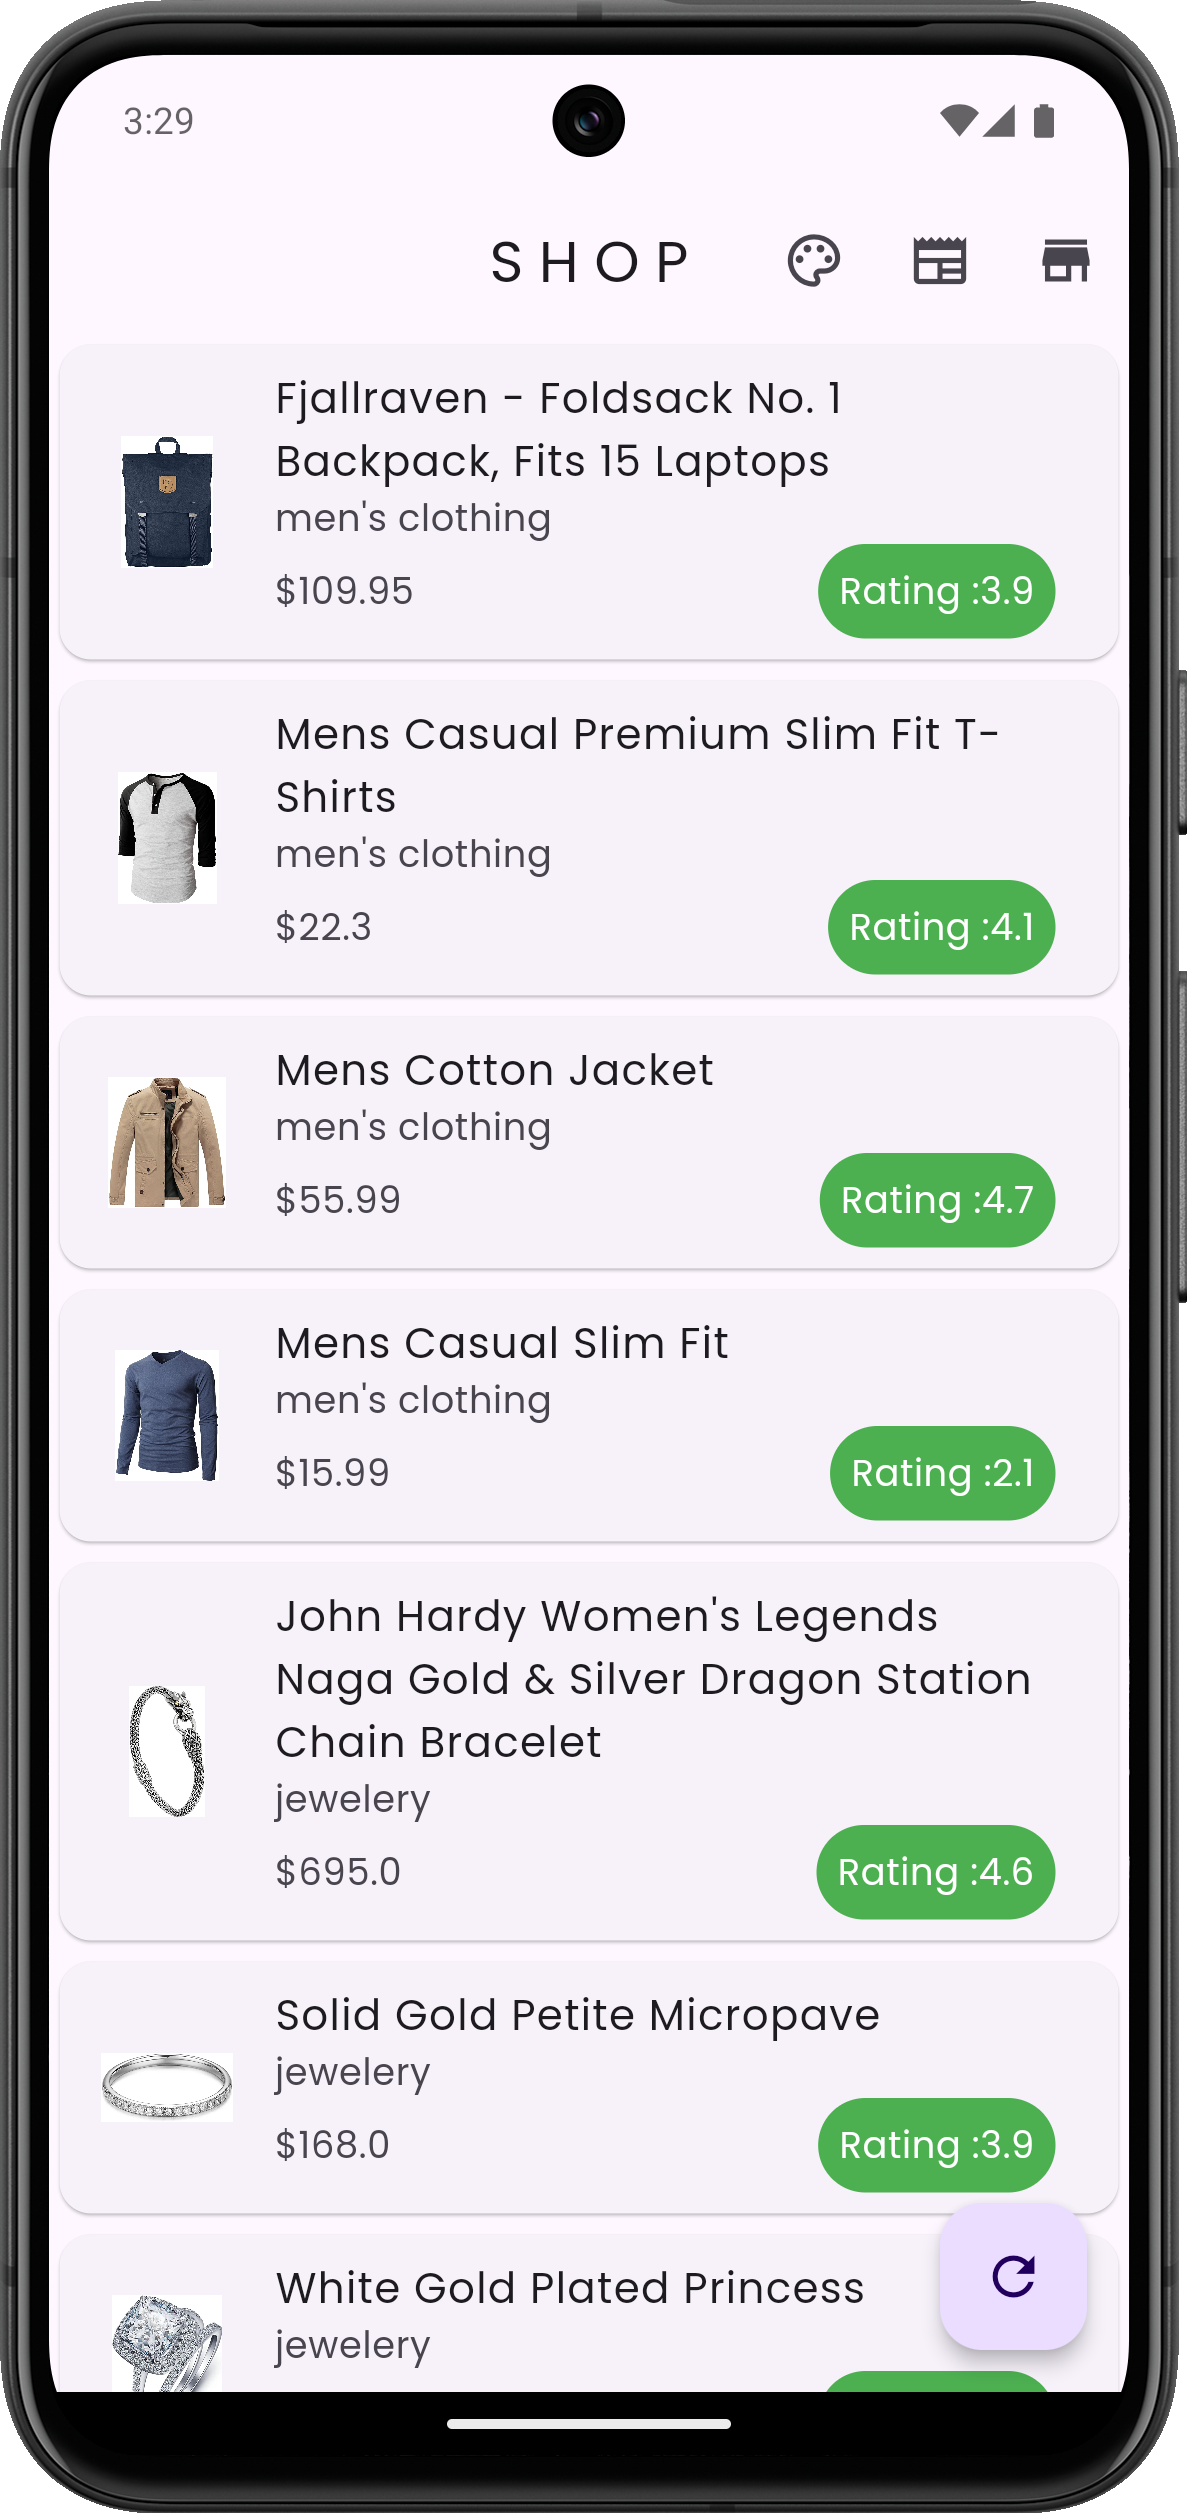 3:29
SHOP
Fjallraven - Foldsack No. 1
Backpack, Fits 15 Laptops
men's clothing
$109.95
Rating :3.9
Mens Casual Premium Slim Fit T-
Shirts
men's clothing
$22.3
Rating :4.1
Mens Cotton Jacket
men's clothing
$55.99
Rating :4.7
Mens Casual Slim Fit
men's clothing
$15.99
Rating :2.1
John Hardy Women's Legends
Naga Gold & Silver Dragon Station
Chain Bracelet
jewelery
$695.0
Rating :4.6
Solid Gold Petite Micropave
jewelery
$168.0
Rating :3.9
White Gold Plated Princess
jewelery